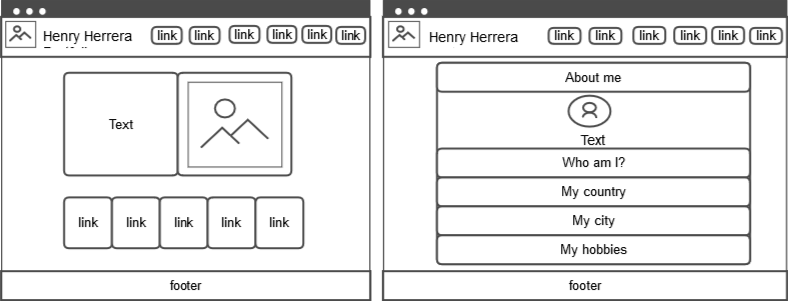 Henry Herrera
link link link link link link
Text
link link link link link
footer
Henry Herrera
link link link link link link
About me
Text
Who am I?
My country
My city
My hobbies
footer